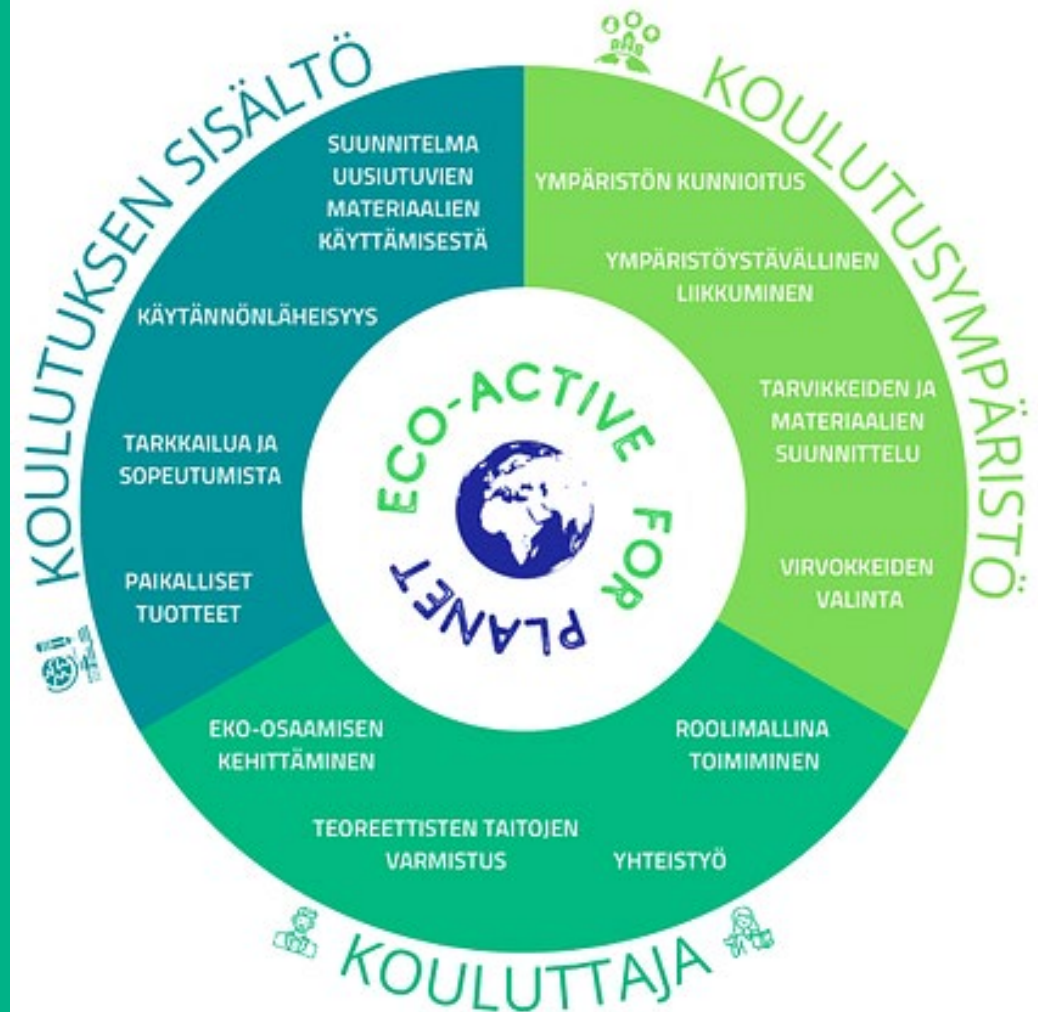 KOULUTUKSEN SISÄLTÖ
SUUNNITELMA
UUSIUTUVIEN
MATERIAALIEN
KÄYTTÄMISESTÄ
KÄYTÄNNÖNLÄHEISYYS
TARKKAILUA JA
SOPEUTUMISTA
PAIKALLISET
TUOTTEET
KOULUTUSYMPÄRISTÖ
YMPÄRISTÖN KUNNIOITUS
YMPÄRISTÖYSTÄVÄLLINEN
LIIKKUMINEN
TARVIKKEIDEN JA
MATERIAALIEN
SUUNNITTELU
VIRVOKKEIDEN
VALINTA
ECO-ACTIVE FOR
PLANET
EKO-OSAAMISEN
KEHITTÄMINEN
TEOREETTISTEN TAITOJEN
VARMISTUS
YHTEISTYÖ
ROOLIMALLINA
TOIMIMINEN
KOULUTTAJA